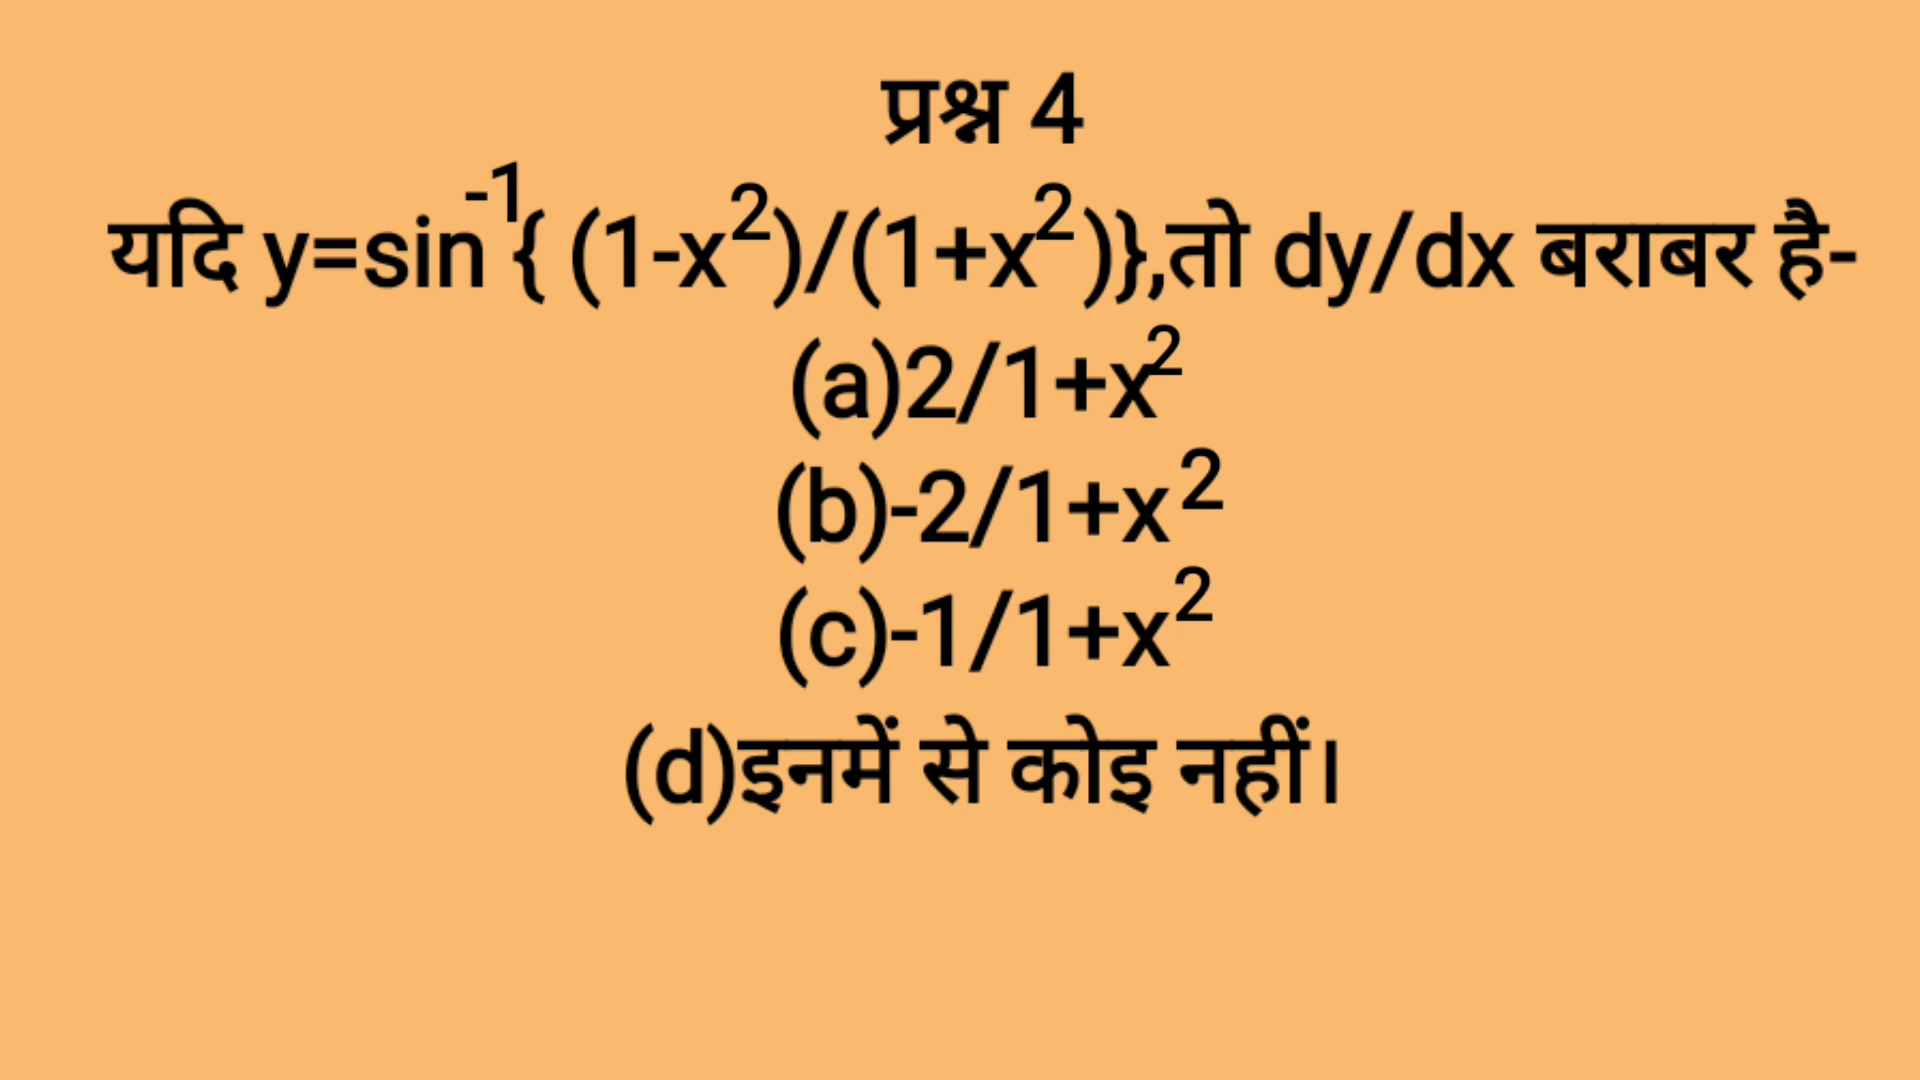 प्रश्न 4
यदि y=sin⁻¹{ (1-x²)/(1+x²)},तो dy/dx बराबर है-
(a)2/1+x²
(b)-2/1+x²
(c)-1/1+x²
(d)इनमें से कोइ नहीं।